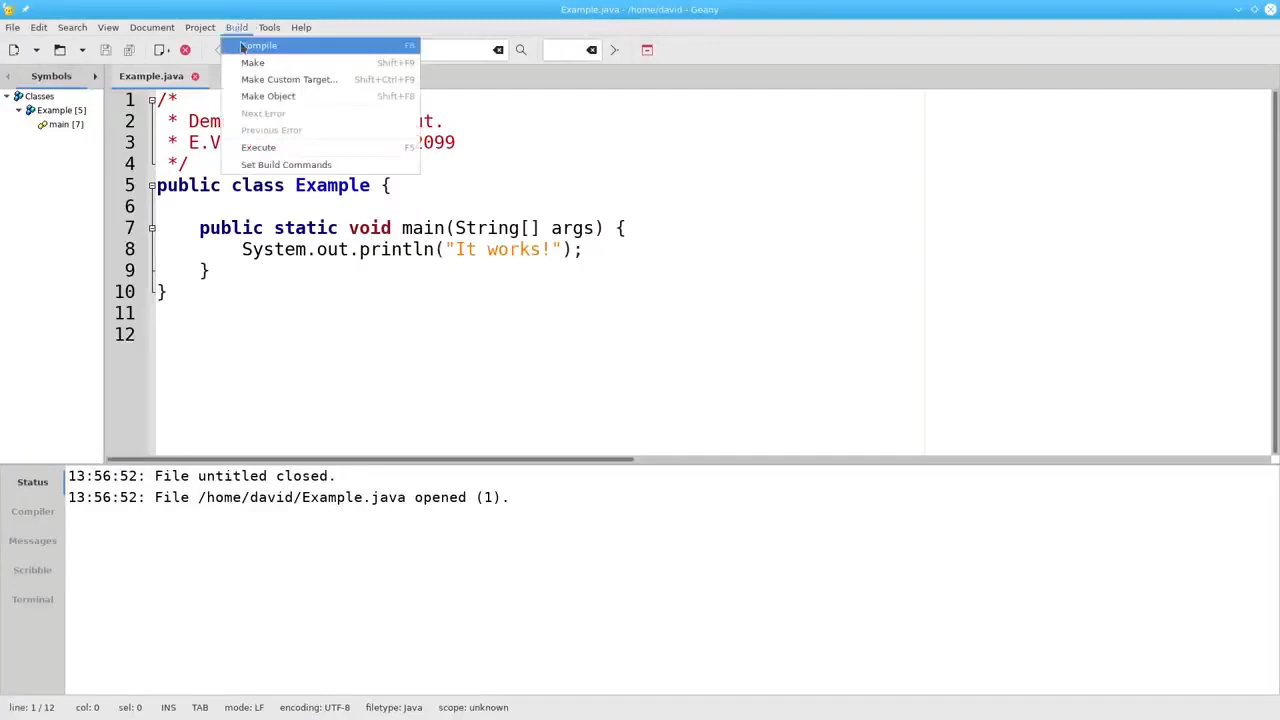 Example.java - /home/david - Geany
File Edit Search View Document Project Build Tools Help
Symbols
Example.java
Classes
Example [5]
main [7]
Compile F8
Make Shift+F9
Make Custom Target... Shift+Ctrl+F9
Make Object Shift+F8
Next Error
Previous Error
Execute F5
Set Build Commands
1 /*
2 * Dem ut.
3 * E.V 2099
4 */
5 public class Example {
6
7 public static void main(String[] args) {
8 System.out.println("It works!");
9 }
10 }
11
12
Status
Compiler
Messages
Scribble
Terminal
13:56:52: File untitled closed.
13:56:52: File /home/david/Example.java opened (1).
line: 1 / 12 col: 0 sel: 0 INS TAB mode: LF encoding: UTF-8 filetype: Java scope: unknown